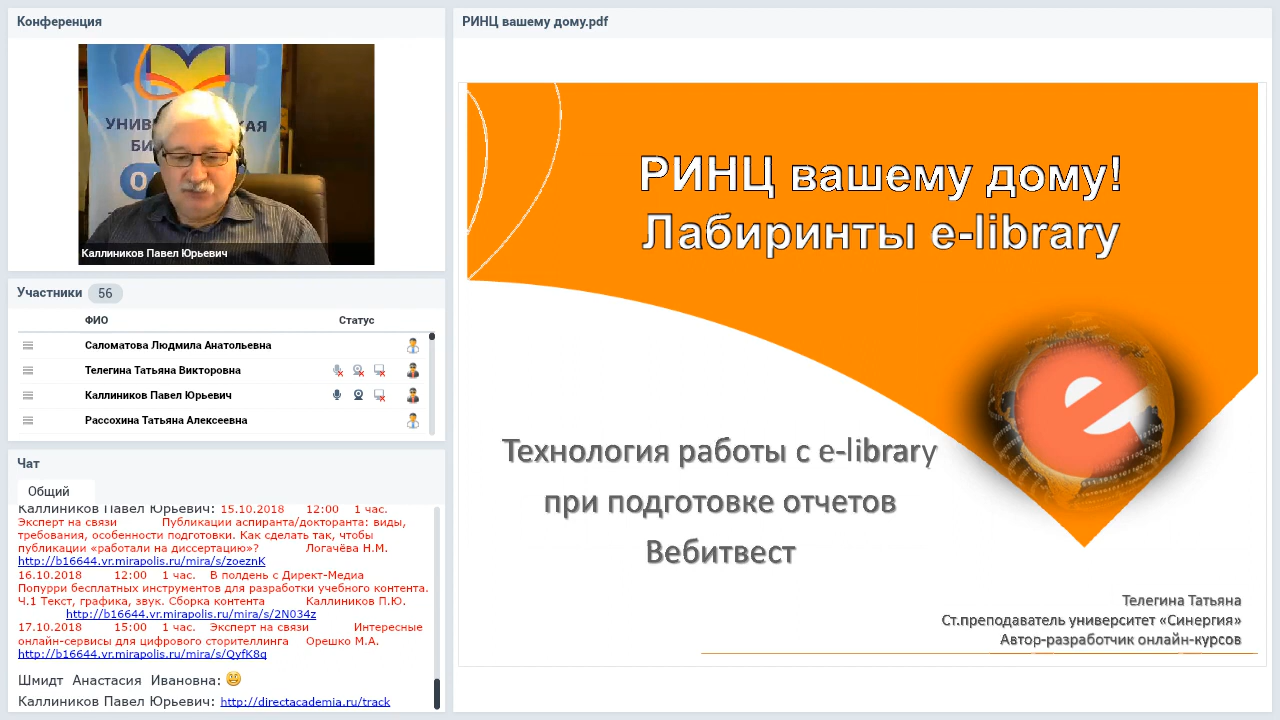 Конференция
УНИВ
КАЯ
БИ
Каллиников Павел Юрьевич
Участники 56
ФИО Статус
Саломатова Людмила Анатольевна
Телегина Татьяна Викторовна
Каллиников Павел Юрьевич
Рассохина Татьяна Алексеевна
Чат
Общий
Каллиников Павел Юрьевич: 15.10.2018 12:00 1 час.
Эксперт на связи Публикации аспиранта/докторанта: виды,
требования, особенности подготовки. Как сделать так, чтобы
публикации «работали на диссертацию»? Логачёва Н.М.
http://b16644.vr.mirapolis.ru/mira/s/zoeznK
16.10.2018 12:00 1 час. В полдень с Директ-Медиа
Попурри бесплатных инструментов для разработки учебного контента.
Ч.1 Текст, графика, звук. Сборка контента Каллиников П.Ю.
http://b16644.vr.mirapolis.ru/mira/s/2N034z
17.10.2018 15:00 1 час. Эксперт на связи Интересные
онлайн-сервисы для цифрового сторителлинга Орешко М.А.
http://b16644.vr.mirapolis.ru/mira/s/QyfK8q
Шмидт Анастасия Ивановна:
Каллиников Павел Юрьевич: http://directacademia.ru/track
РИНЦ вашему дому.pdf
РИНЦ вашему дому!
Лабиринты e-library
Технология работы с e-library
при подготовке отчетов
Вебитвест
Телегина Татьяна
Ст.преподаватель университет «Синергия»
Автор-разработчик онлайн-курсов